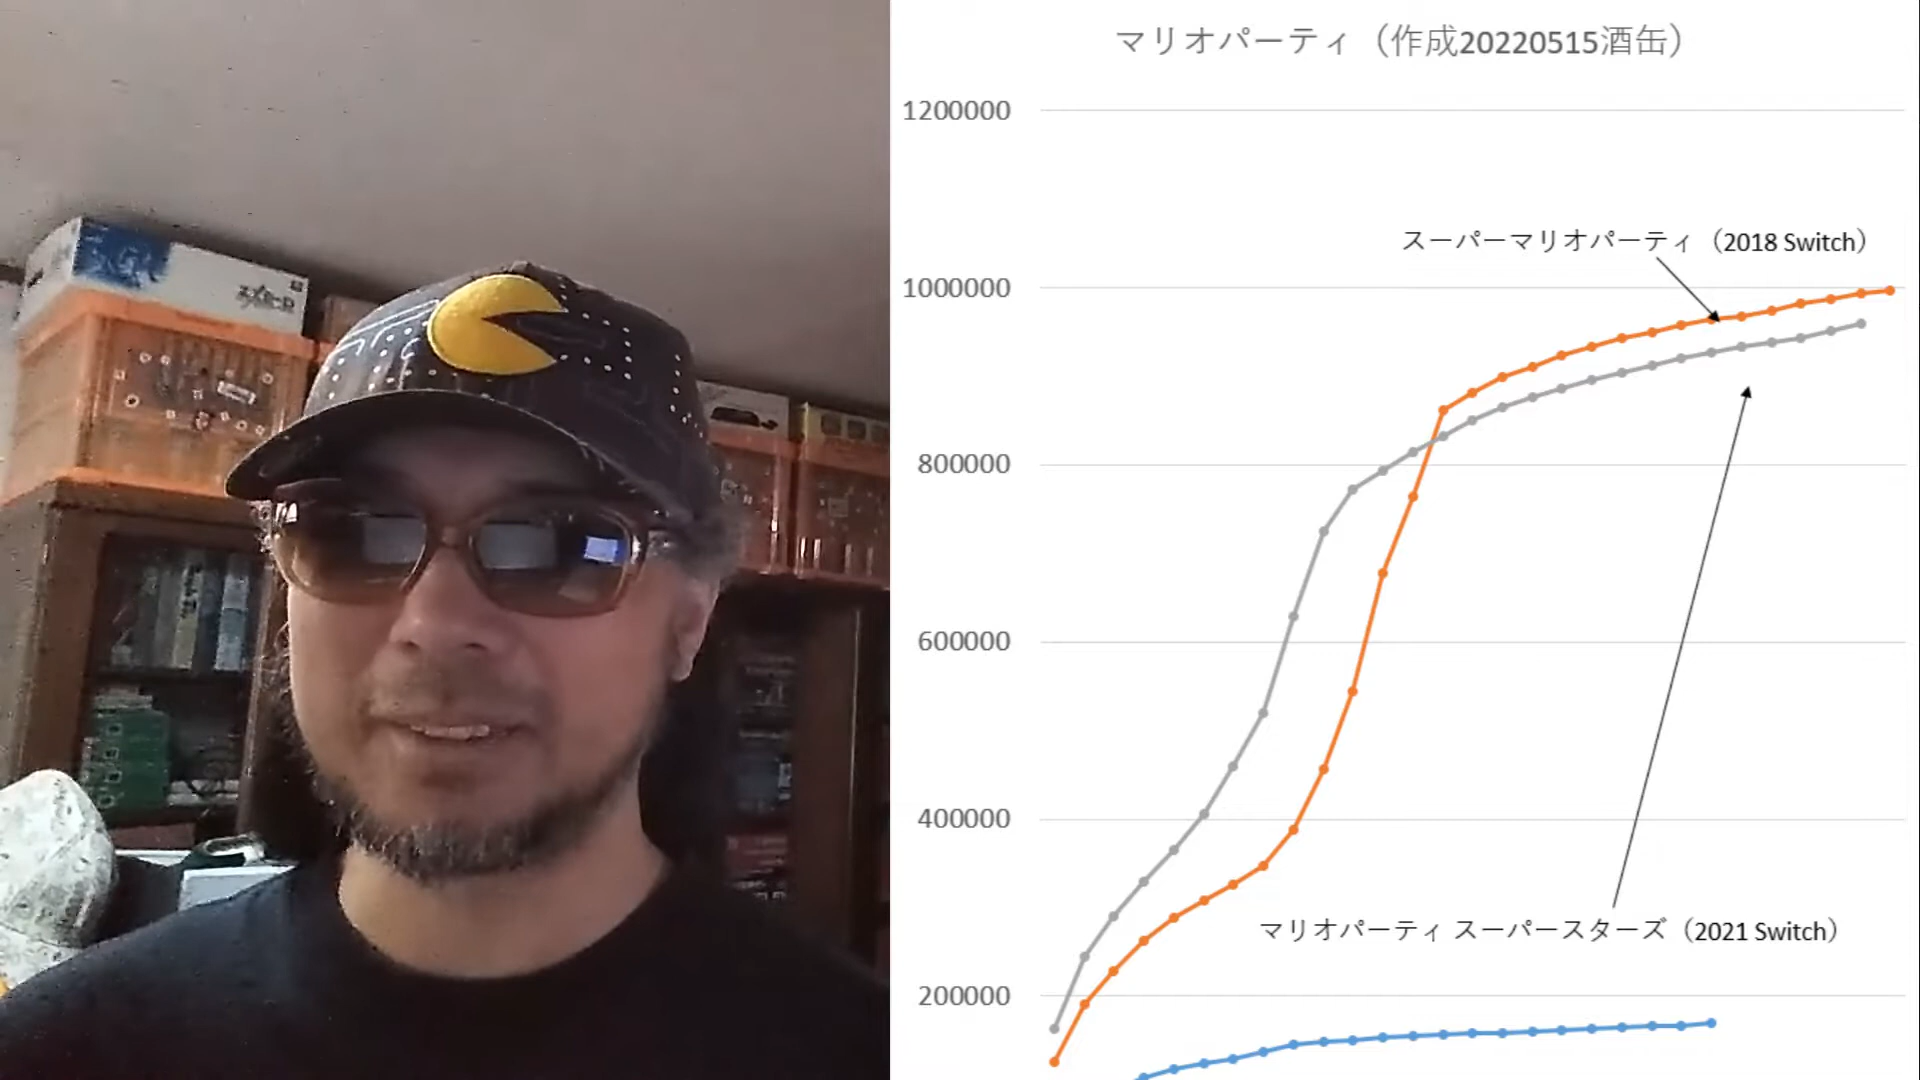 マリオパーティ（作成20220515酒缶）
1200000
スーパーマリオパーティ（2018 Switch）
1000000
800000
600000
400000
マリオパーティ スーパースターズ（2021 Switch）
200000